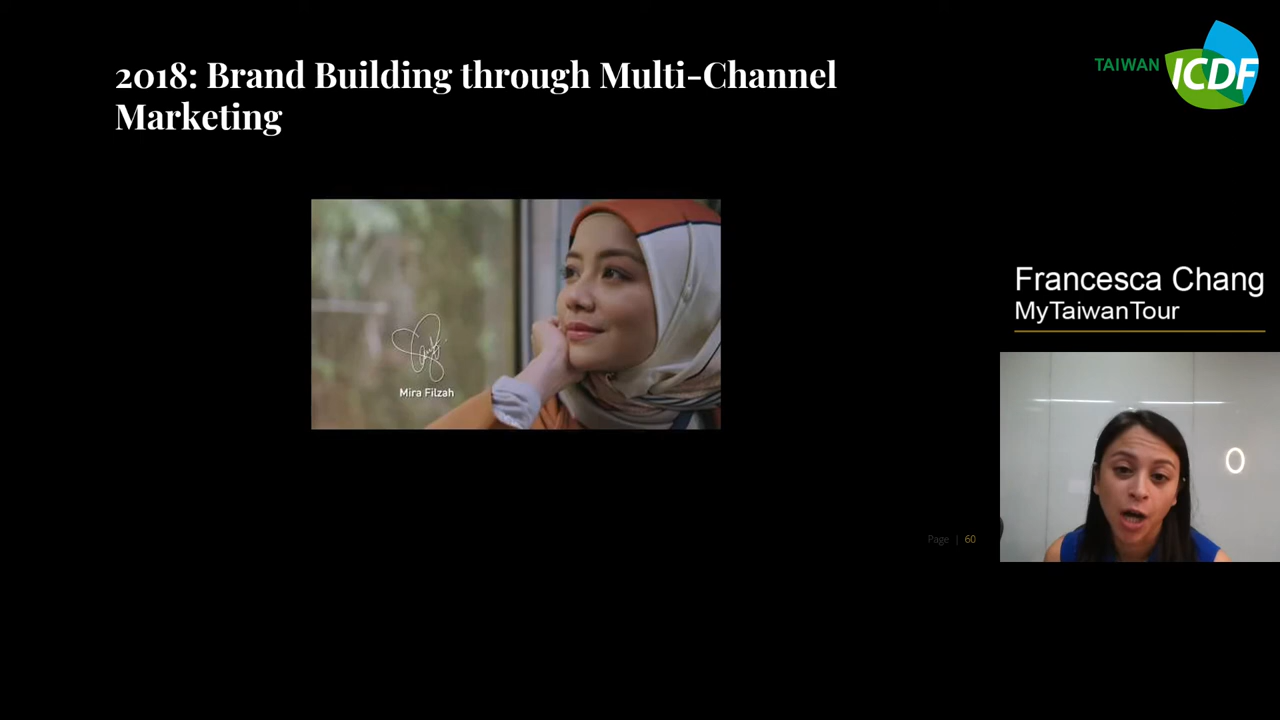 2018: Brand Building through Multi-Channel
Marketing
TAIWAN ICDF
Mira Filzah
Francesca Chang
MyTaiwanTour
Page | 60